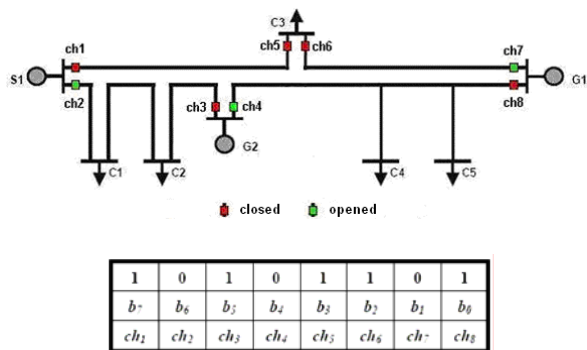 C3
ch1 ch5 ch6 ch7
S1 G1
ch2 ch3 ch4 ch8
G2
C1 C2 C4 C5
closed opened
1 0 1 0 1 1 0 1
b7 b6 b5 b4 b3 b2 b1 b0
ch1 ch2 ch3 ch4 ch5 ch6 ch7 ch8